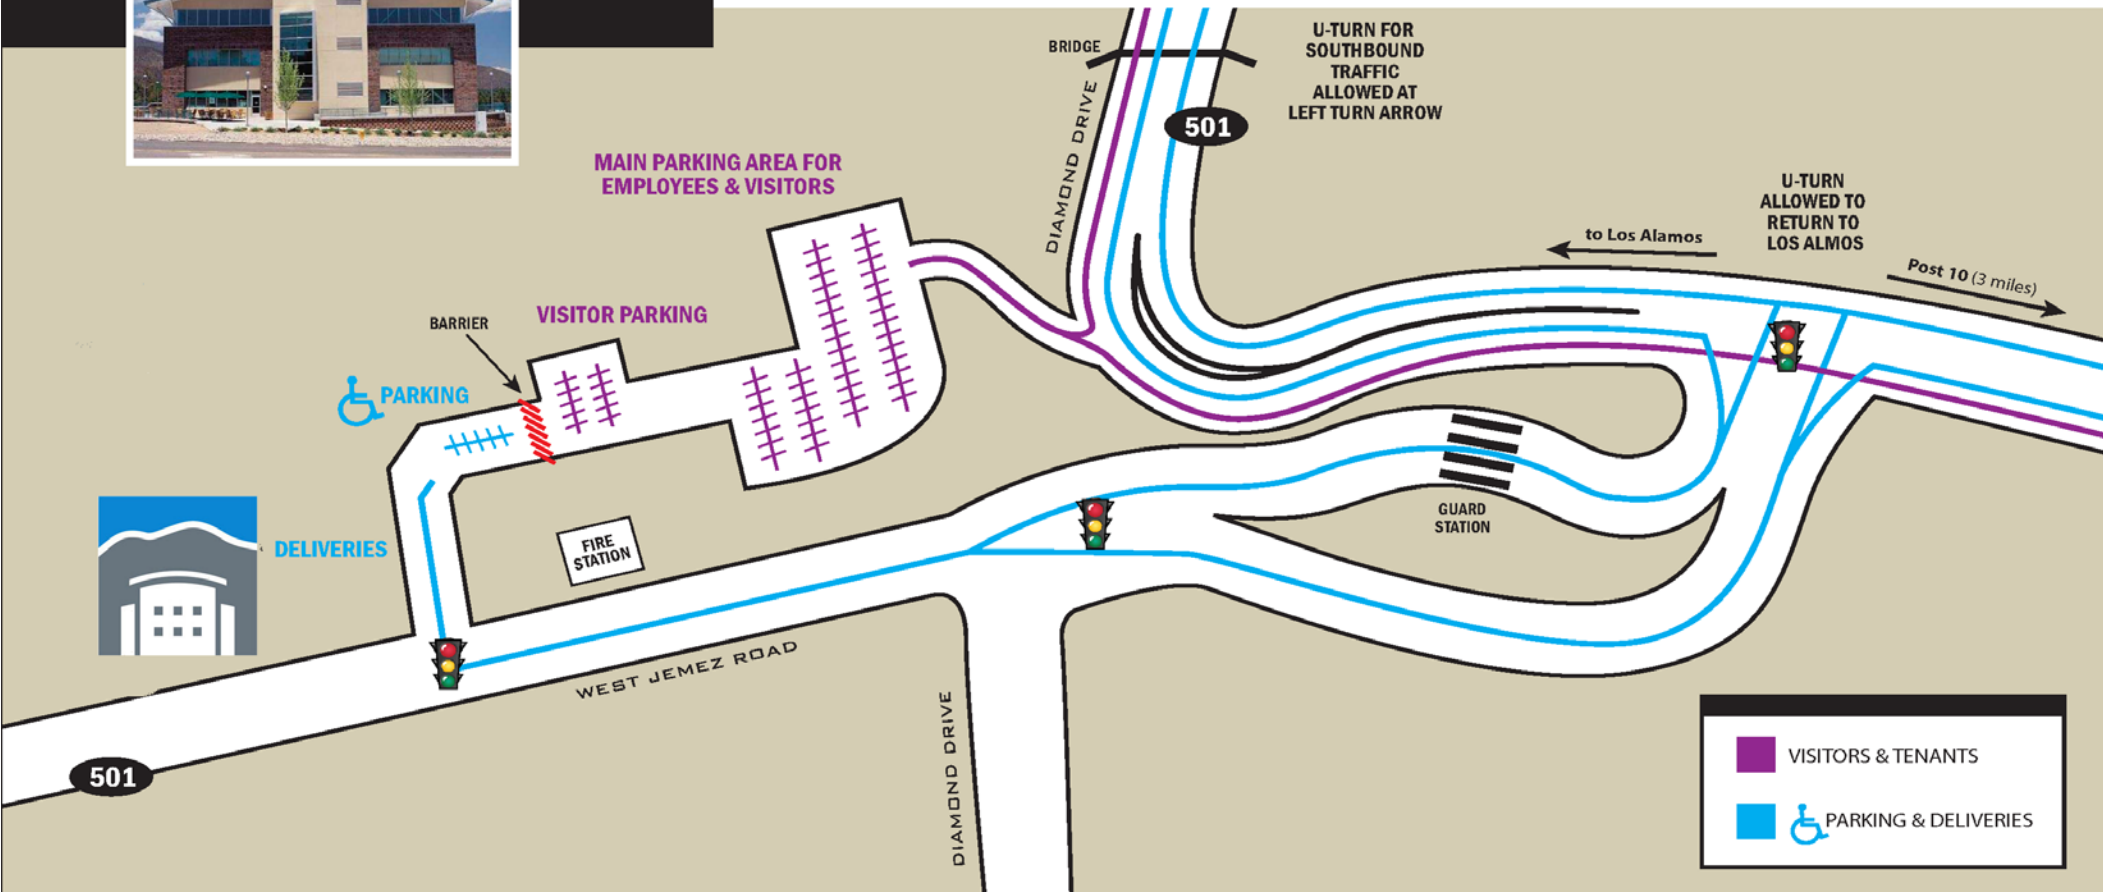 BRIDGE
U-TURN FOR
SOUTHBOUND
TRAFFIC
ALLOWED AT
LEFT TURN ARROW
DIAMOND DRIVE
501
MAIN PARKING AREA FOR
EMPLOYEES & VISITORS
U-TURN
ALLOWED TO
RETURN TO
LOS ALMOS
to Los Alamos
Post 10 (3 miles)
BARRIER
VISITOR PARKING
PARKING
DELIVERIES
FIRE
STATION
GUARD
STATION
WEST JEMEZ ROAD
DIAMOND DRIVE
501
VISITORS & TENANTS
PARKING & DELIVERIES